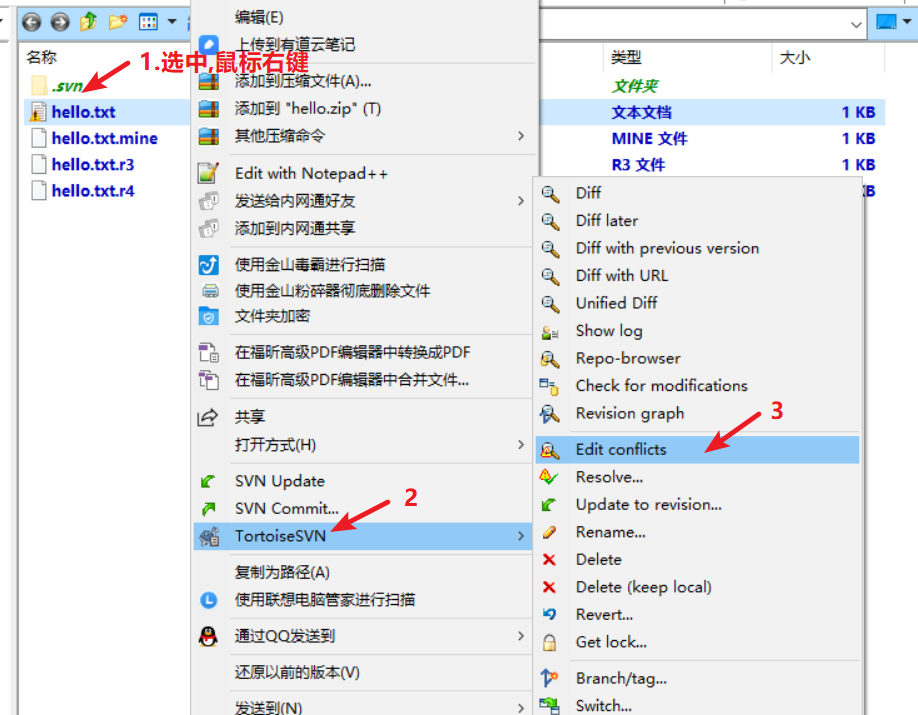 编辑(E)
上传到有道云笔记
1.选中,鼠标右键
名称
类型
大小
.svn
文件夹
hello.txt
文本文档
1 KB
hello.txt.mine
MINE 文件
1 KB
hello.txt.r3
R3 文件
1 KB
hello.txt.r4
KB
添加到压缩文件(A)...
添加到 "hello.zip" (T)
其他压缩命令
Edit with Notepad++
发送给内网通好友
添加到内网通共享
使用金山毒霸进行扫描
使用金山粉碎器彻底删除文件
文件夹加密
在福昕高级PDF编辑器中转换成PDF
在福昕高级PDF编辑器中合并文件...
共享
打开方式(H)
SVN Update
SVN Commit...
2
TortoiseSVN
复制为路径(A)
使用联想电脑管家进行扫描
通过QQ发送到
还原以前的版本(V)
发送到(N)
Diff
Diff later
Diff with previous version
Diff with URL
Unified Diff
Show log
Repo-browser
Check for modifications
Revision graph
3
Edit conflicts
Resolve...
Update to revision...
Rename...
Delete
Delete (keep local)
Revert...
Get lock...
Branch/tag...
Switch...